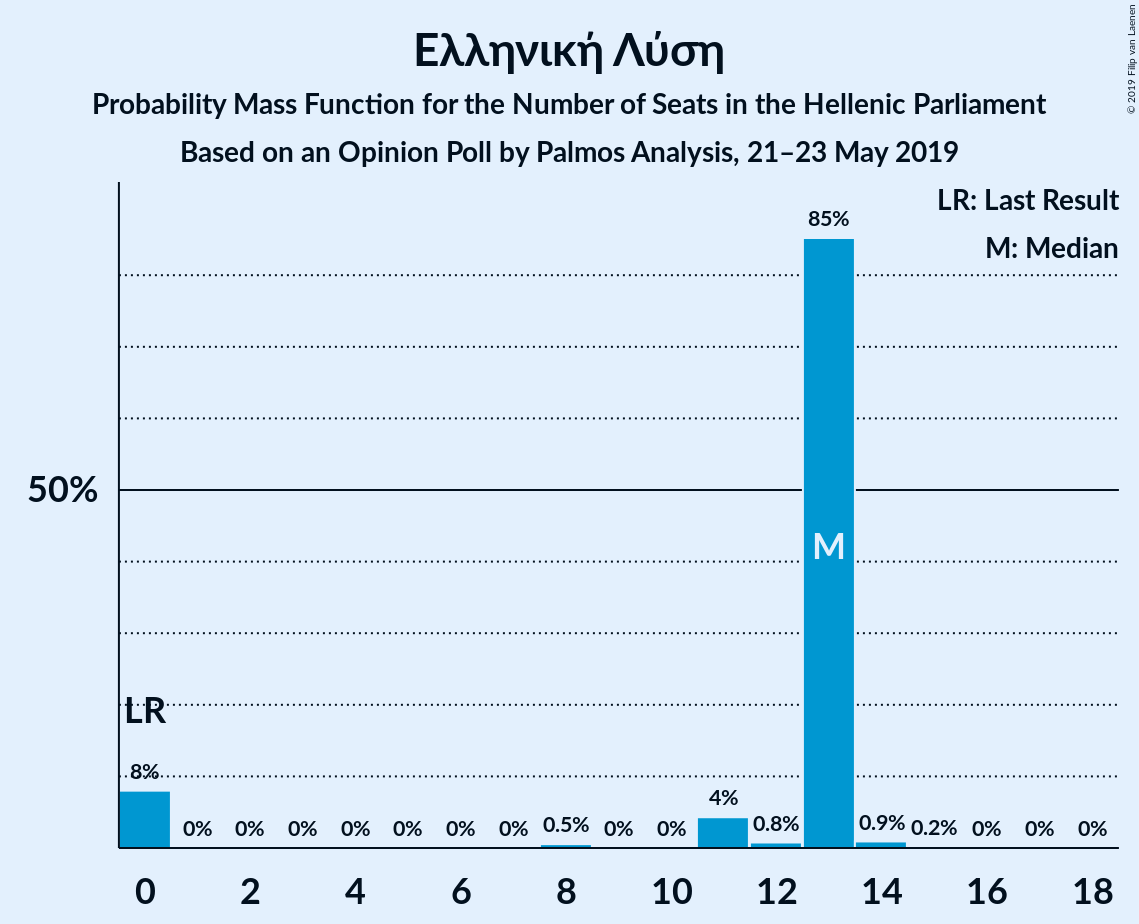 Ελληνική Λύση
Probability Mass Function for the Number of Seats in the Hellenic Parliament
Based on an Opinion Poll by Palmos Analysis, 21–23 May 2019
© 2019 Filip van Laenen
LR: Last Result
M: Median
85%
50%
M
LR
8%
0%
0%
0%
0%
0%
0%
0%
0.5%
0%
0%
4%
0.8%
0.9%
0.2%
0%
0%
0%
0 2 4 6 8 10 12 14 16 18